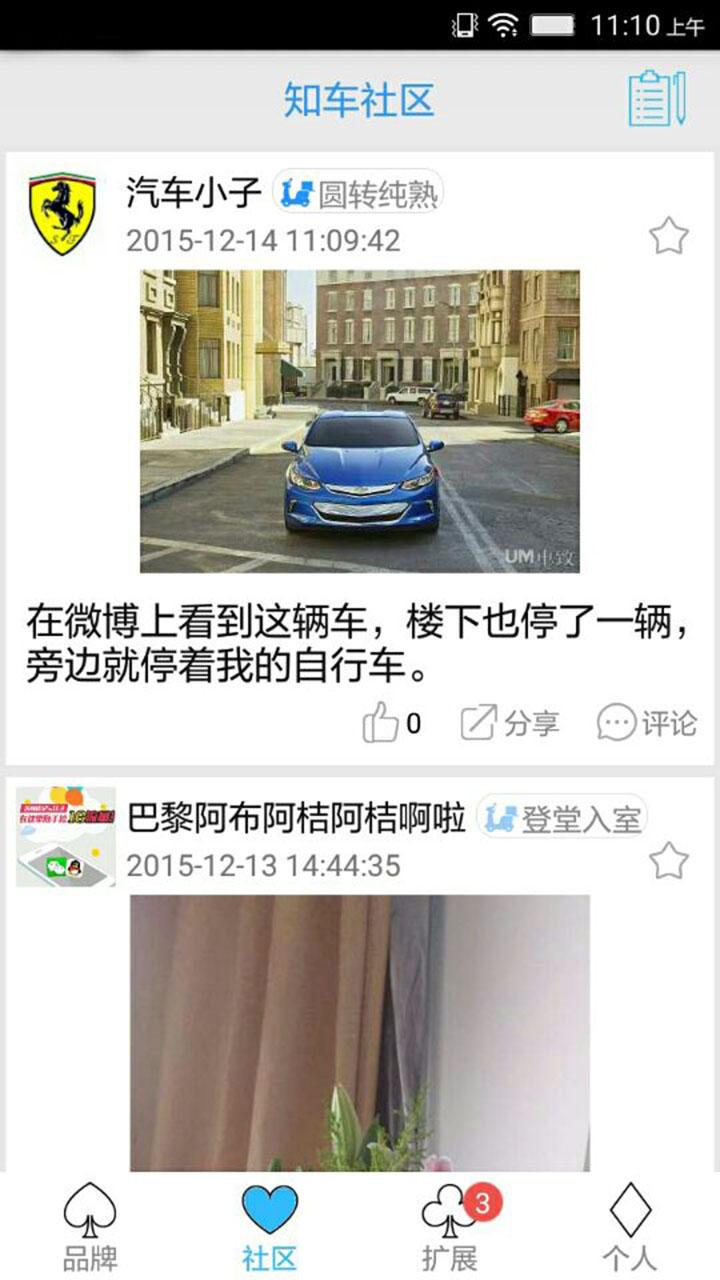 11:10 上午
知车社区
汽车小子 圆转纯熟
2015-12-14 11:09:42
UM电致
在微博上看到这辆车，楼下也停了一辆，
旁边就停着我的自行车。
0 分享 评论
巴黎阿布阿桔阿桔啊啦 登堂入室
2015-12-13 14:44:35
3
品牌 社区 扩展 个人